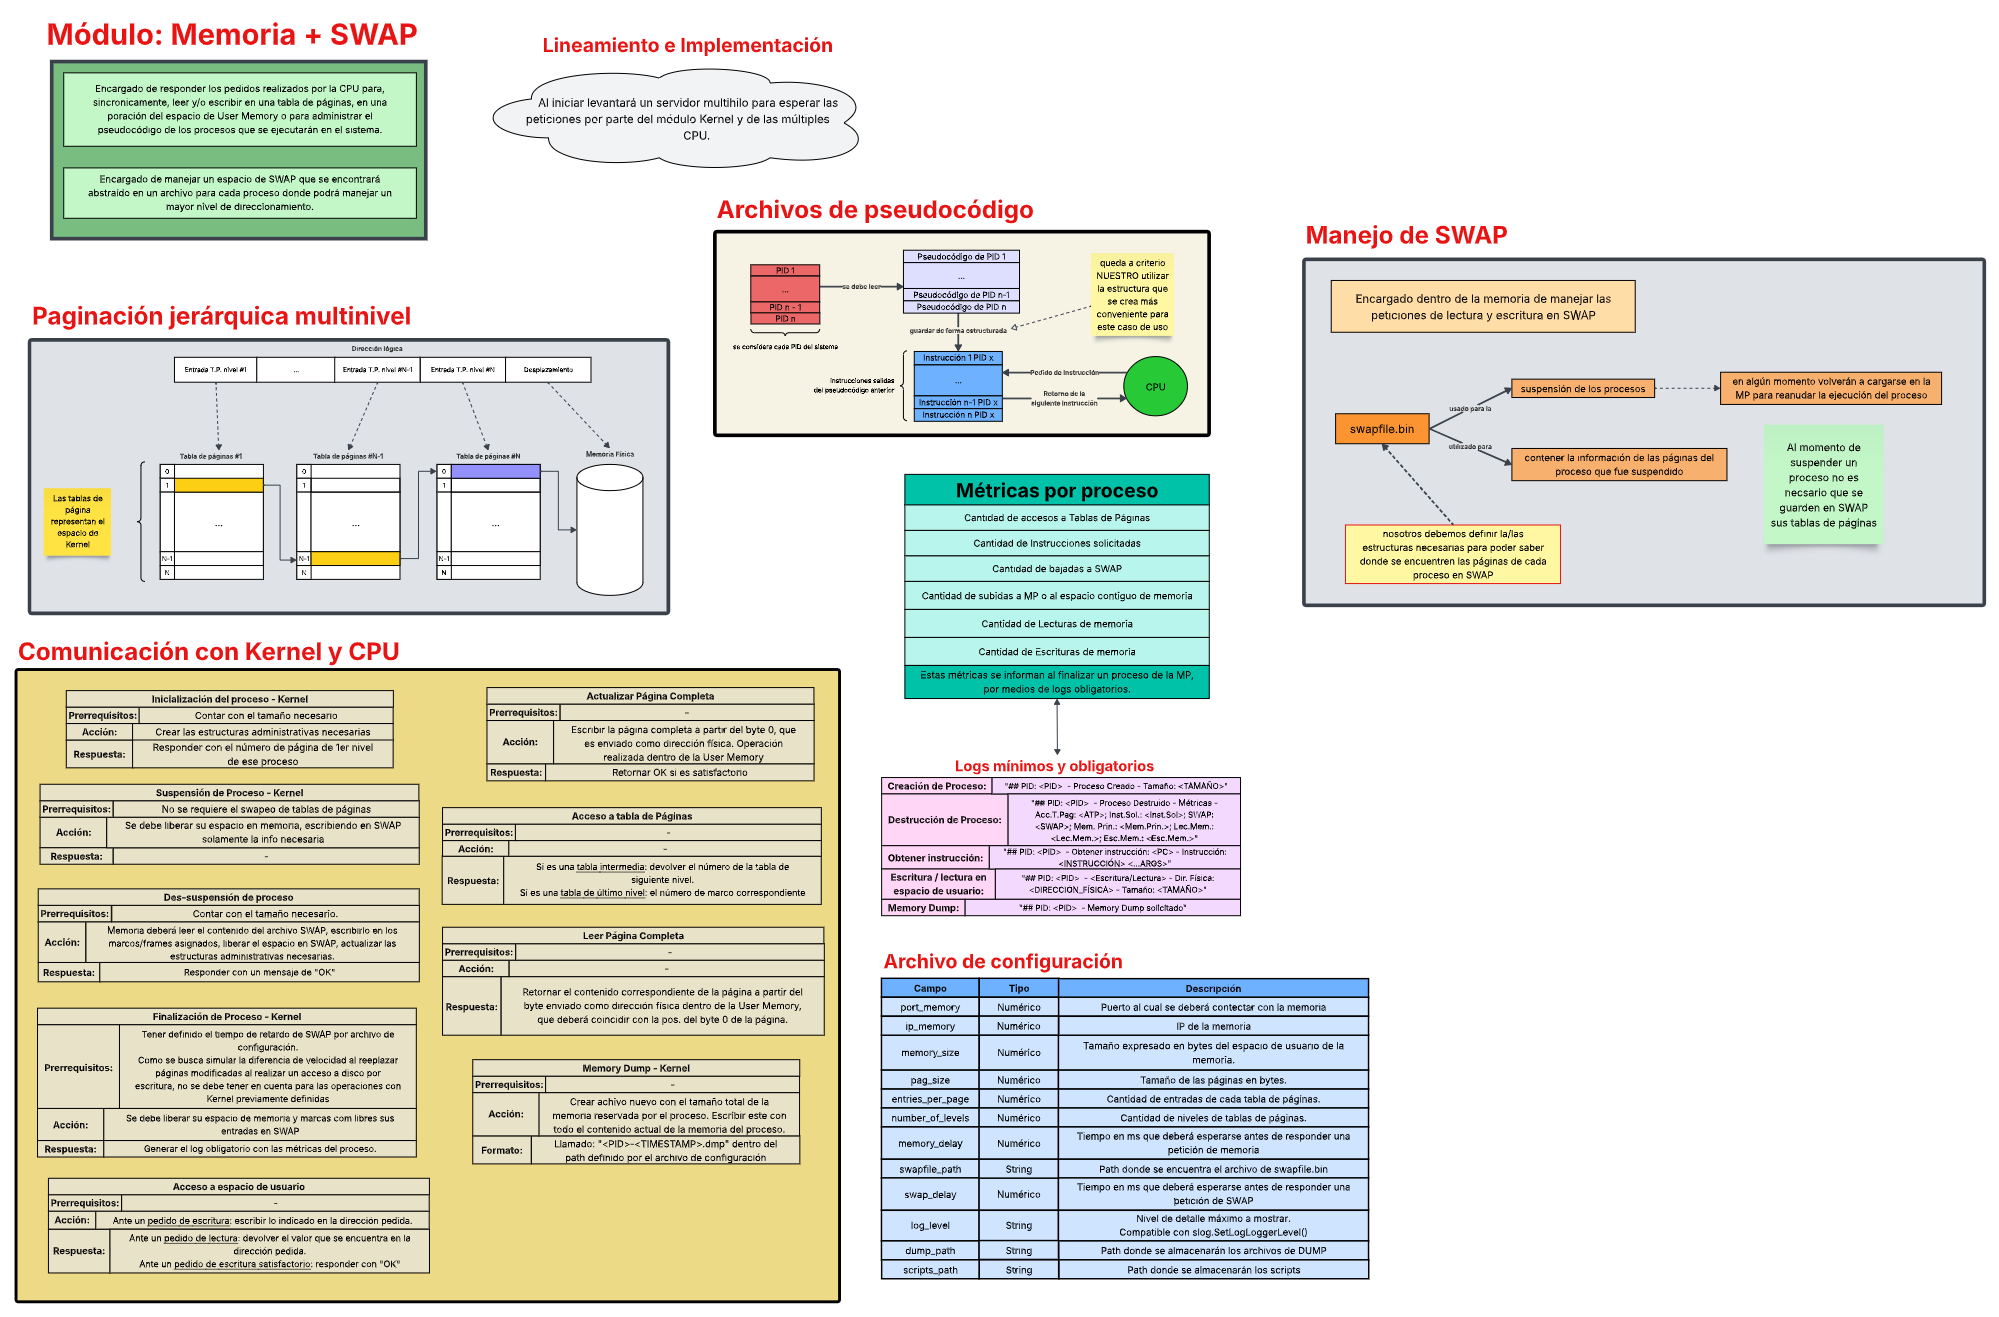 Módulo: Memoria + SWAP
Encargado de responder los pedidos realizados por la CPU para,
sincronicamente, leer y/o escribir en una tabla de páginas, en una
poración del espacio de User Memory o para administrar el
pseudocódigo de los procesos que se ejecutarán en el sistema.
Encargado de manejar un espacio de SWAP que se encontrará
abstraído en un archivo para cada proceso donde podrá manejar un
mayor nivel de direccionamiento.
Lineamiento e Implementación
Al iniciar levantará un servidor multihilo para esperar las
peticiones por parte del módulo Kernel y de las múltiples
CPU.
Archivos de pseudocódigo
PID 1
...
PID n - 1
PID n
se considera cada PID del sistema
se debe leer
Pseudocódigo de PID 1
...
Pseudocódigo de PID n-1
Pseudocódigo de PID n
queda a criterio
NUESTRO utilizar
la estructura que
se crea más
conveniente para
este caso de uso
guardar de forma estructurada
Instrucciones salidas
del pseudocódigo anterior
Instrucción 1 PID x
...
Instrucción n-1 PID x
Instrucción n PID x
Pedido de Instrucción
Retorno de la
siguiente Instrucción
CPU
Manejo de SWAP
Encargado dentro de la memoria de manejar las
peticiones de lectura y escritura en SWAP
swapfile.bin
usado para la
suspensión de los procesos
en algún momento volverán a cargarse en la
MP para reanudar la ejecución del proceso
utilizado para
contener la información de las páginas del
proceso que fue suspendido
nosotros debemos definir la/las
estructuras necesarias para poder saber
donde se encuentren las páginas de cada
proceso en SWAP
Al momento de
suspender un
proceso no es
necsario que se
guarden en SWAP
sus tablas de páginas
Paginación jerárquica multinivel
Dirección lógica
Entrada T.P. nivel #1
...
Entrada T.P. nivel #N-1
Entrada T.P. nivel #N
Desplazamiento
Las tablas de
página
representan el
espacio de
Kernel
Tabla de páginas #1
0
1
...
N-1
N
Tabla de páginas #N-1
0
1
...
N-1
N
Tabla de páginas #N
0
1
...
N-1
N
Memoria Física
Métricas por proceso
Cantidad de accesos a Tablas de Páginas
Cantidad de Instrucciones solicitadas
Cantidad de bajadas a SWAP
Cantidad de subidas a MP o al espacio contiguo de memoria
Cantidad de Lecturas de memoria
Cantidad de Escrituras de memoria
Estas métricas se informan al finalizar un proceso de la MP,
por medios de logs obligatorios.
Logs mínimos y obligatorios
Creación de Proceso: "## PID: <PID> - Proceso Creado - Tamaño: <TAMAÑO>"
Destrucción de Proceso: "## PID: <PID> - Proceso Destruido - Métricas -
Acc.T.Pag: <ATP>; Inst.Sol.: <Inst.Sol>; SWAP:
<SWAP>; Mem. Prin.: <Mem.Prin.>; Lec.Mem.:
<Lec.Mem.>; Esc.Mem.: <Esc.Mem.>"
Obtener instrucción: "## PID: <PID> - Obtener instrucción: <PC> - Instrucción:
<INSTRUCCIÓN> <...ARGS>"
Escritura / lectura en
espacio de usuario:
"## PID: <PID> - <Escritura/Lectura> - Dir. Física:
<DIRECCIÓN_FÍSICA> - Tamaño: <TAMAÑO>"
Memory Dump: "## PID: <PID> - Memory Dump solicitado"
Comunicación con Kernel y CPU
Inicialización del proceso - Kernel
Prerrequisitos: Contar con el tamaño necesario
Acción: Crear las estructuras administrativas necesarias
Respuesta: Responder con el número de página de 1er nivel
de ese proceso
Suspensión de Proceso - Kernel
Prerrequisitos: No se requiere el swapeo de tablas de páginas
Acción: Se debe liberar su espacio en memoria, escribiendo en SWAP
solamente la info necesaria
Respuesta: -
Des-suspensión de proceso
Prerrequisitos: Contar con el tamaño necesario.
Acción: Memoria deberá leer el contenido del archivo SWAP, escribirlo en los
marcos/frames asignados, liberar el espacio en SWAP, actualizar las
estructuras administrativas necesarias.
Respuesta: Responder con un mensaje de "OK"
Finalización de Proceso - Kernel
Prerrequisitos: Tener definido el tiempo de retardo de SWAP por archivo de
configuración.
Como se busca simular la diferencia de velocidad al reeplazar
páginas modificadas al realizar un acceso a disco por
escritura, no se debe tener en cuenta para las operaciones con
Kernel previamente definidas
Acción: Se debe liberar su espacio de memoria y marcas com libres sus
entradas en SWAP
Respuesta: Generar el log obligatorio con las métricas del proceso.
Acceso a espacio de usuario
Prerrequisitos: -
Acción: Ante un pedido de escritura: escribir lo indicado en la dirección pedida.
Respuesta: Ante un pedido de lectura: devolver el valor que se encuentra en la
dirección pedida.
Ante un pedido de escritura satisfactorio: responder con "OK"
Actualizar Página Completa
Prerrequisitos: -
Acción: Escribir la página completa a partir del byte 0, que
es enviado como dirección física. Operación
realizada dentro de la User Memory
Respuesta: Retornar OK si es satisfactorio
Acceso a tabla de Páginas
Prerrequisitos: -
Acción: -
Respuesta: Si es una tabla intermedia: devolver el número de la tabla de
siguiente nivel.
Si es una tabla de último nivel: el número de marco correspondiente
Leer Página Completa
Prerrequisitos: -
Acción: -
Respuesta: Retornar el contenido correspondiente de la página a partir del
byte enviado como dirección física dentro de la User Memory,
que deberá coincidir con la pos. del byte 0 de la página.
Memory Dump - Kernel
Prerrequisitos: -
Acción: Crear achivo nuevo con el tamaño total de la
memoria reservada por el proceso. Escribir este con
todo el contenido actual de la memoria del proceso.
Formato: Llamado: "<PID>-<TIMESTAMP>.dmp" dentro del
path definido por el archivo de configuración
Archivo de configuración
Campo Tipo Descripción
port_memory Numérico Puerto al cual se deberá contectar con la memoria
ip_memory Numérico IP de la memoria
memory_size Numérico Tamaño expresado en bytes del espacio de usuario de la
memoria.
pag_size Numérico Tamaño de las páginas en bytes.
entries_per_page Numérico Cantidad de entradas de cada tabla de páginas.
number_of_levels Numérico Cantidad de niveles de tablas de páginas.
memory_delay Numérico Tiempo en ms que deberá esperarse antes de responder una
petición de memoria
swapfile_path String Path donde se encuentra el archivo de swapfile.bin
swap_delay Numérico Tiempo en ms que deberá esperarse antes de responder una
petición de SWAP
log_level String Nivel de detalle máximo a mostrar.
Compatible con slog.SetLogLoggerLevel()
dump_path String Path donde se almacenarán los archivos de DUMP
scripts_path String Path donde se almacenarán los scripts